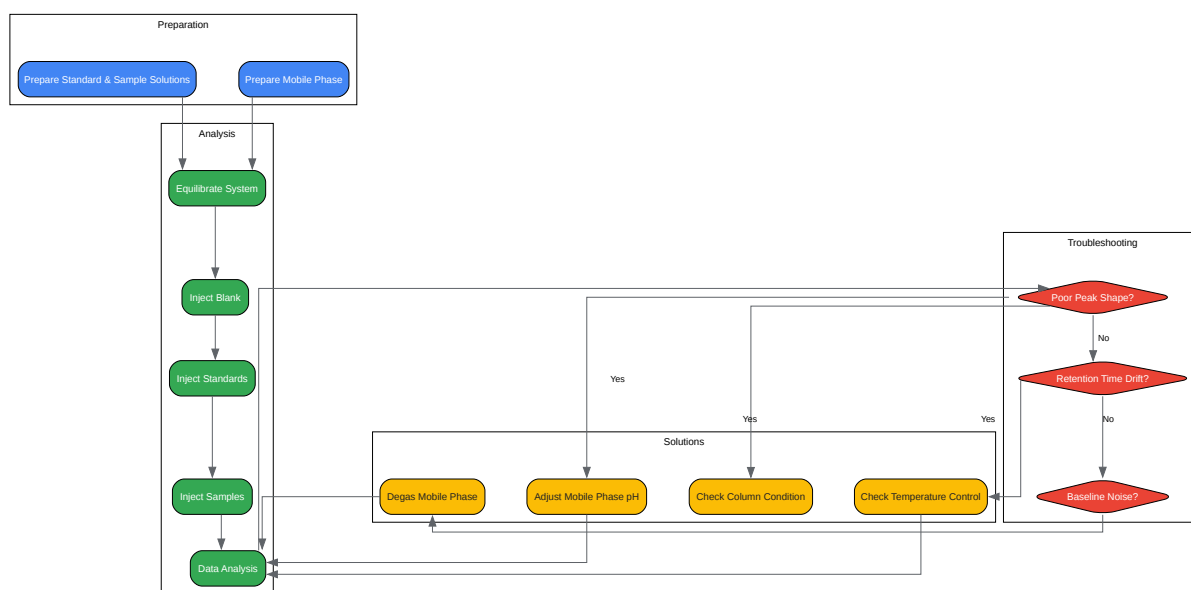 Preparation
Prepare Standard & Sample Solutions
Prepare Mobile Phase
Analysis
Equilibrate System
Troubleshooting
Inject Blank
Poor Peak Shape?
No
Inject Standards
Yes
Retention Time Drift?
Yes
Yes
No
Solutions
Inject Samples
Degas Mobile Phase
Adjust Mobile Phase pH
Check Column Condition
Check Temperature Control
Baseline Noise?
Data Analysis